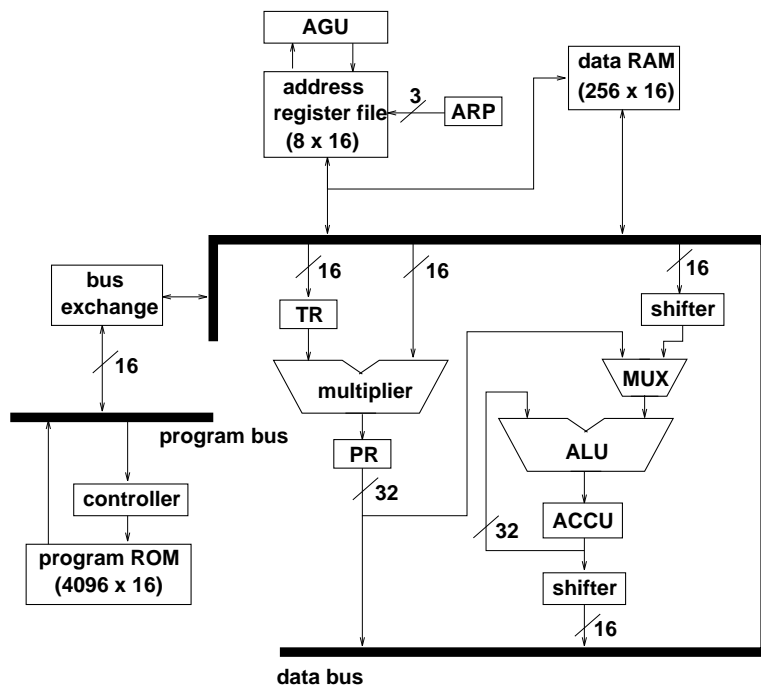 AGU
address
register file
(8 x 16)
3
ARP
data RAM
(256 x 16)
bus
exchange
16
16
16
16
TR
shifter
multiplier
MUX
program bus
PR
ALU
32
controller
32
ACCU
program ROM
(4096 x 16)
shifter
16
data bus